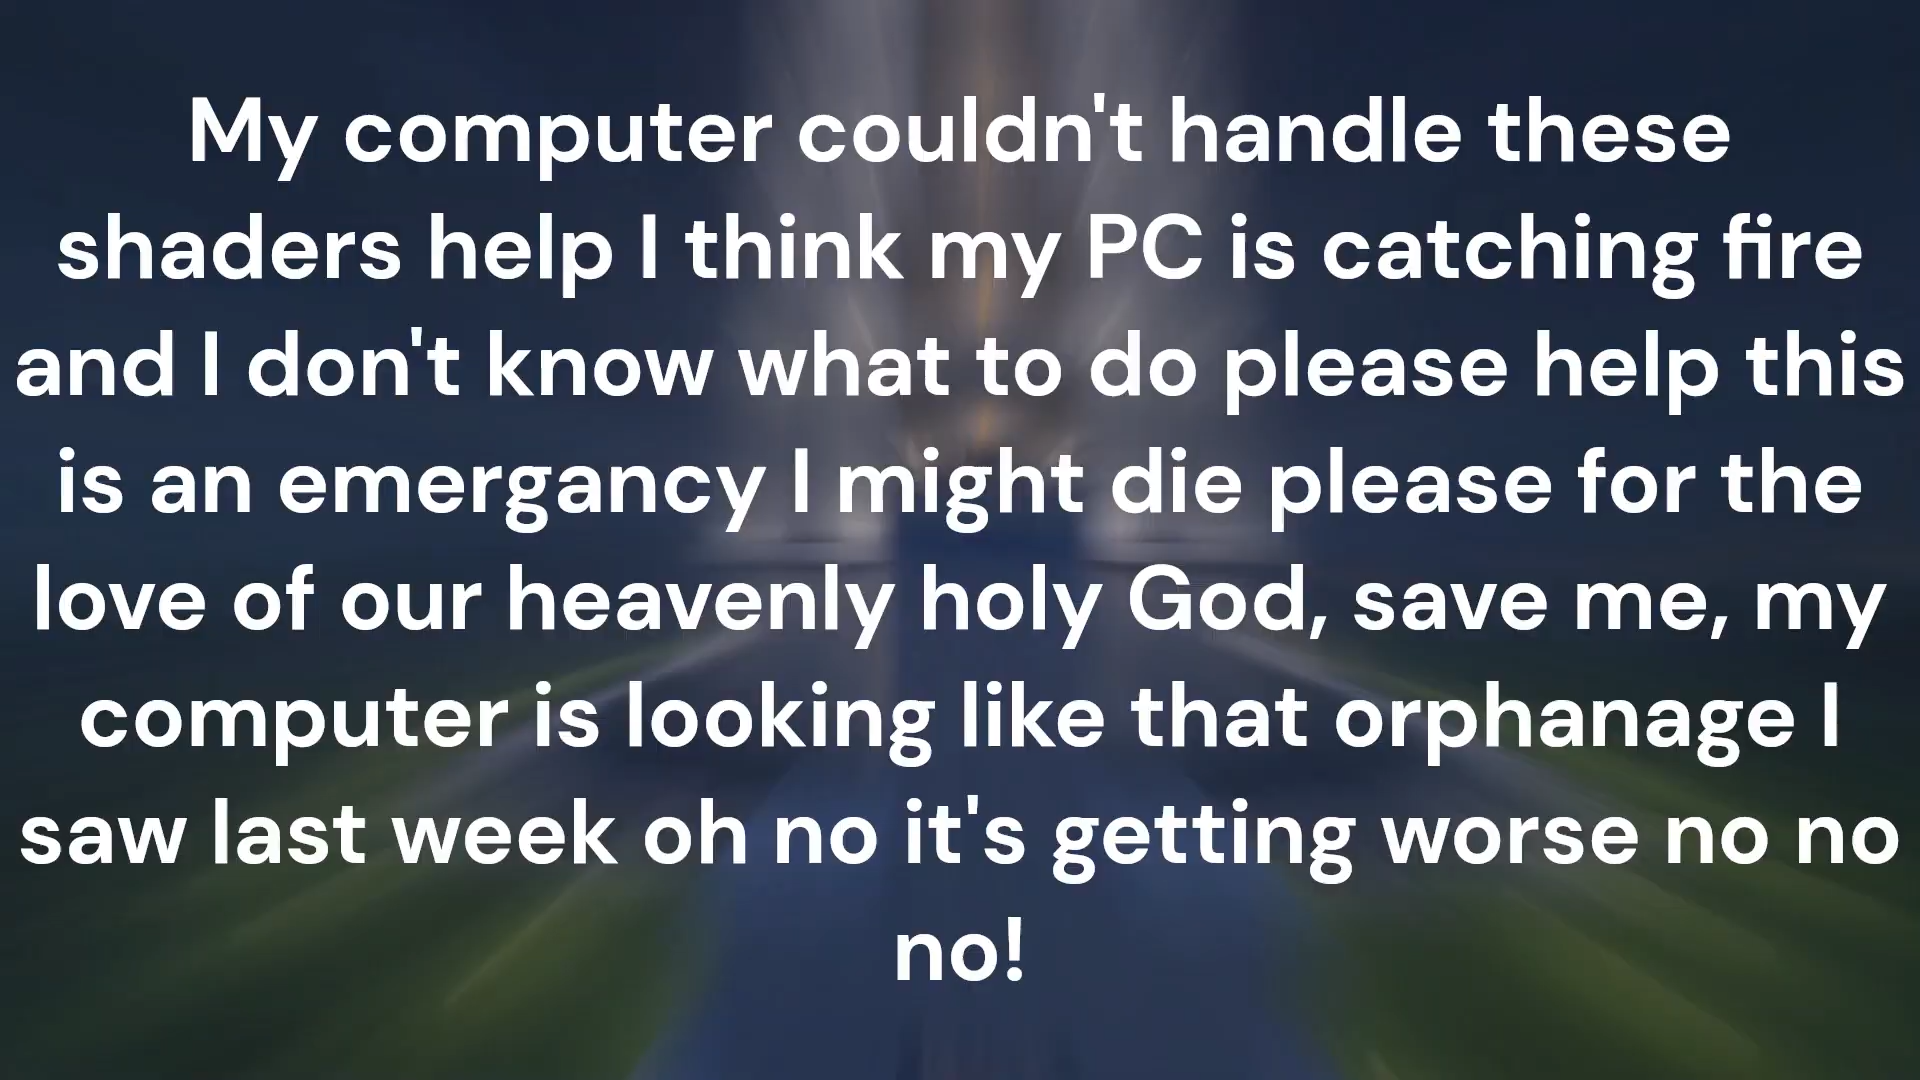 My computer couldn't handle these
shaders help I think my PC is catching fire
and I don't know what to do please help this
is an emergancy I might die please for the
love of our heavenly holy God, save me, my
computer is looking like that orphanage I
saw last week oh no it's getting worse no no
no!